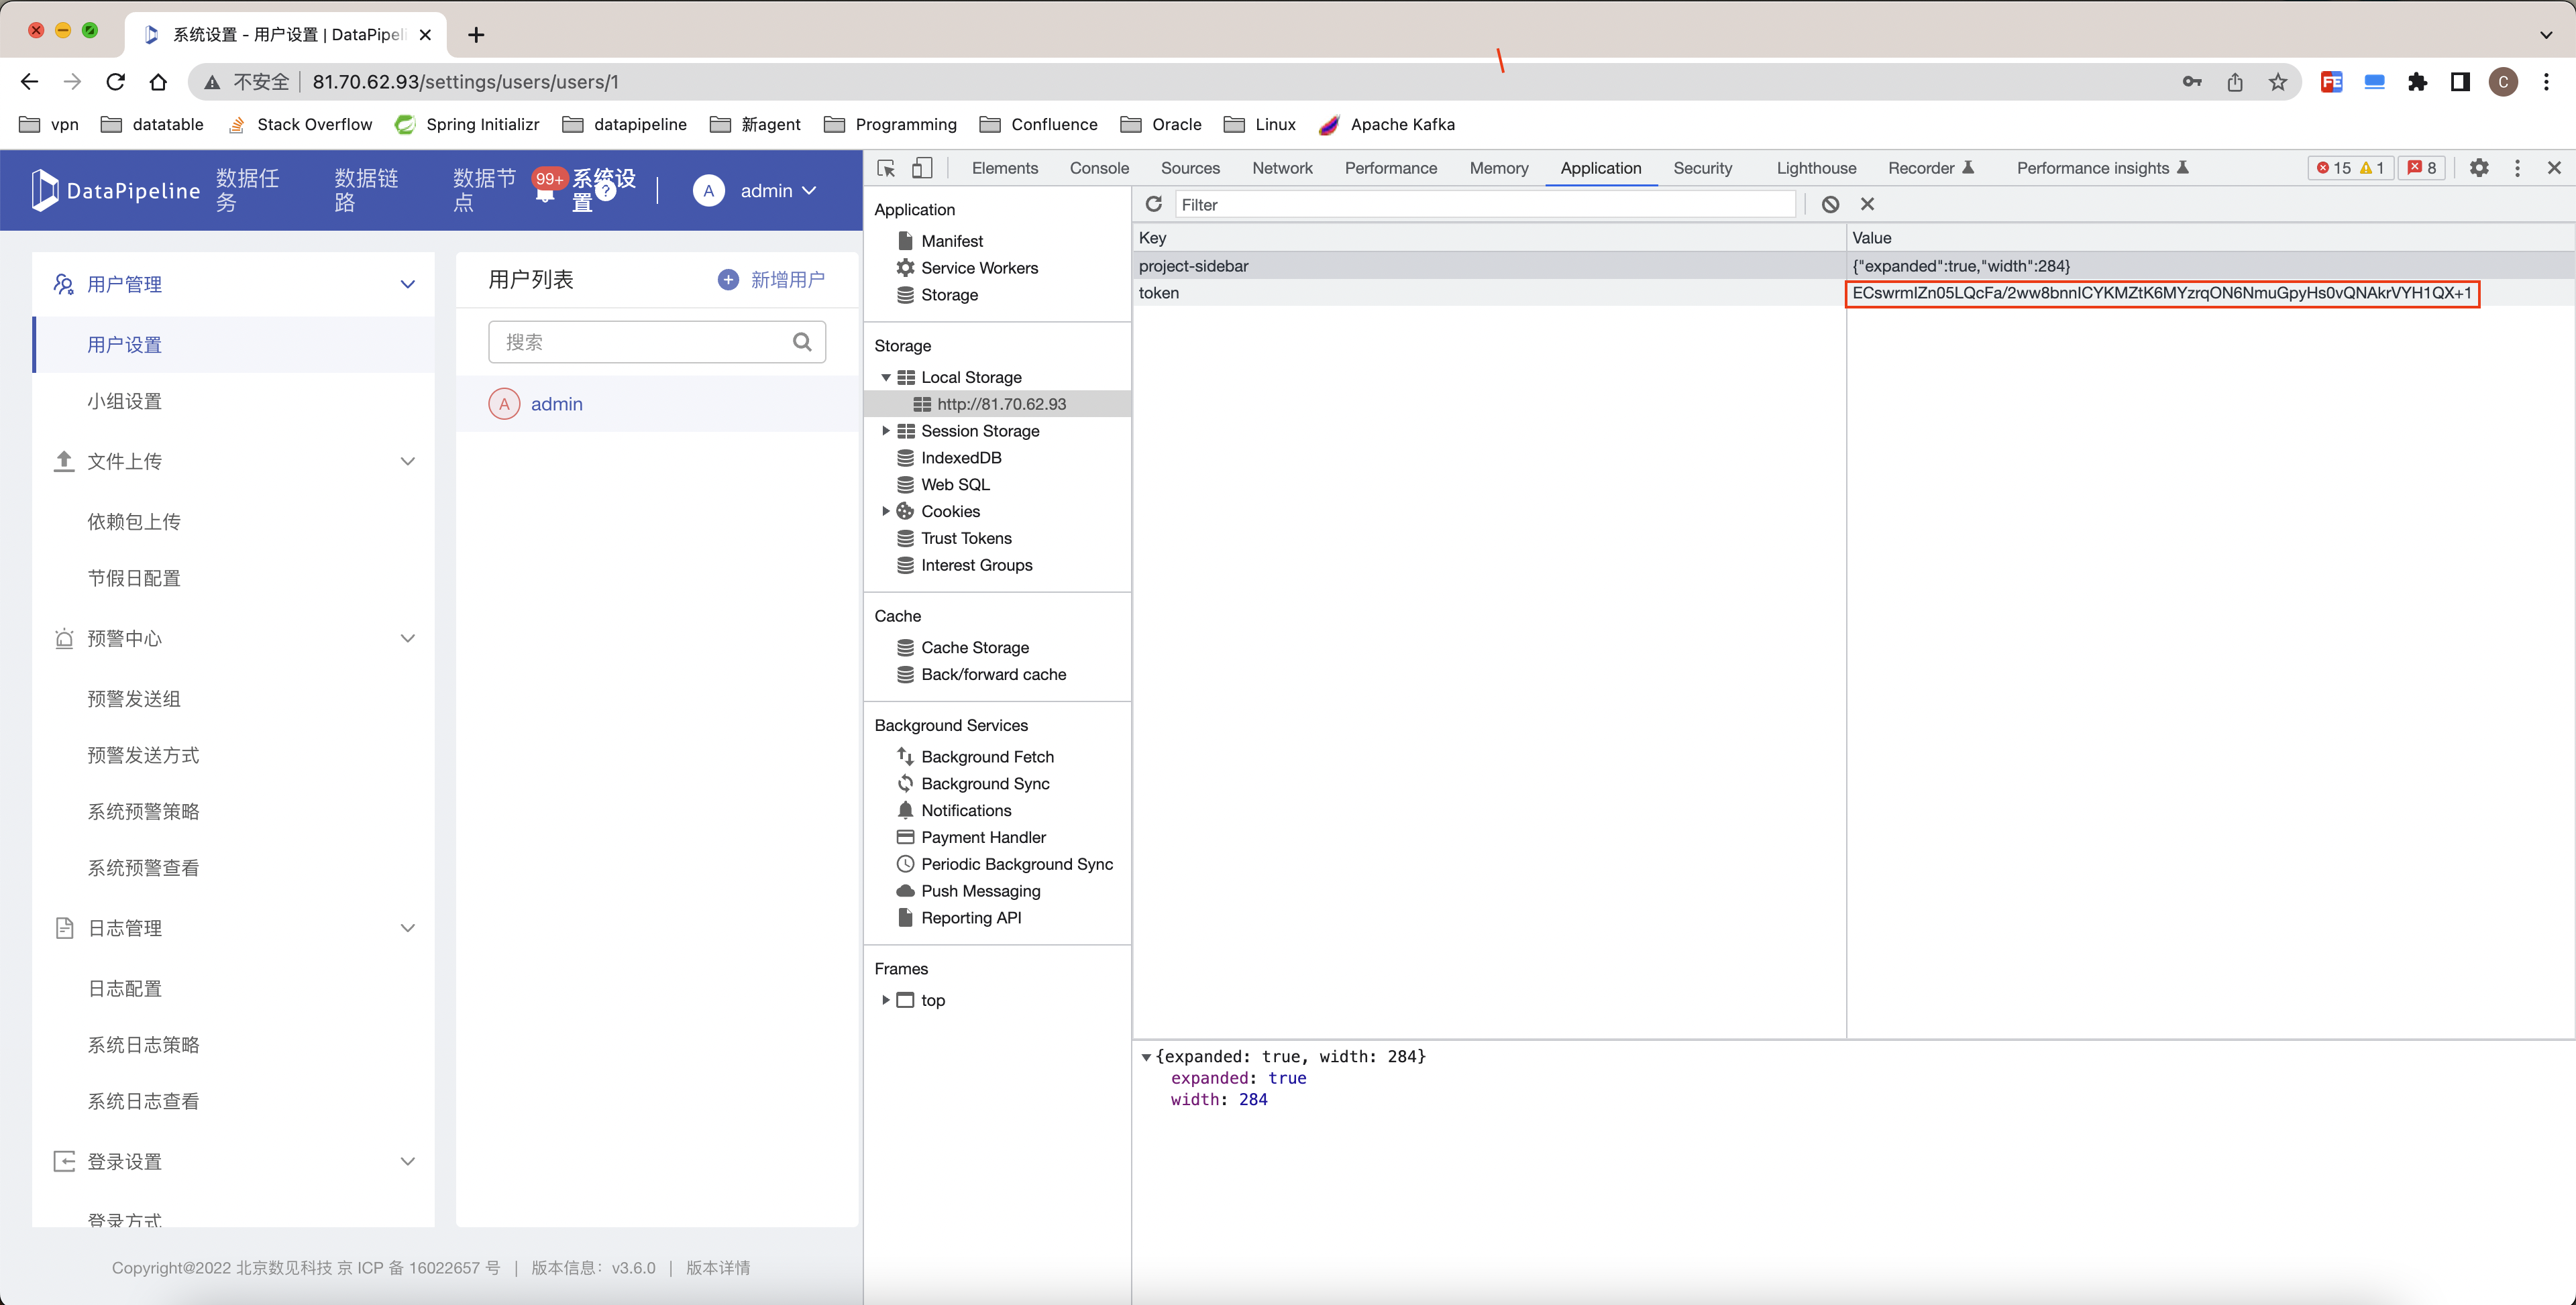 系统设置 - 用户设置 | DataPipeli
不安全 81.70.62.93/settings/users/users/1
FE
C
vpn datatable Stack Overflow Spring Initializr datapipeline 新agent Programming Confluence Oracle Linux Apache Kafka
DataPipeline
数据任务
数据链路
数据节点
99+
系统设置
?
A admin
用户管理
用户设置
小组设置
文件上传
依赖包上传
节假日配置
预警中心
预警发送组
预警发送方式
系统预警策略
系统预警查看
日志管理
日志配置
系统日志策略
系统日志查看
登录设置
登录方式
用户列表 新增用户
搜索
A admin
Copyright@2022 北京数见科技 京 ICP 备 16022657 号 | 版本信息：v3.6.0 | 版本详情
Elements Console Sources Network Performance Memory Application Security Lighthouse Recorder Performance insights 15 1 8
Application
Manifest
Service Workers
Storage
Storage
Local Storage
http://81.70.62.93
Session Storage
IndexedDB
Web SQL
Cookies
Trust Tokens
Interest Groups
Cache
Cache Storage
Back/forward cache
Background Services
Background Fetch
Background Sync
Notifications
Payment Handler
Periodic Background Sync
Push Messaging
Reporting API
Frames
top
Filter
Key Value
project-sidebar {"expanded":true,"width":284}
token ECswrmlZn05LQcFa/2ww8bnnICYKMZtK6MYzrqON6NmuGpyHs0vQNAkrVYH1QX+1
{expanded: true, width: 284}
expanded: true
width: 284